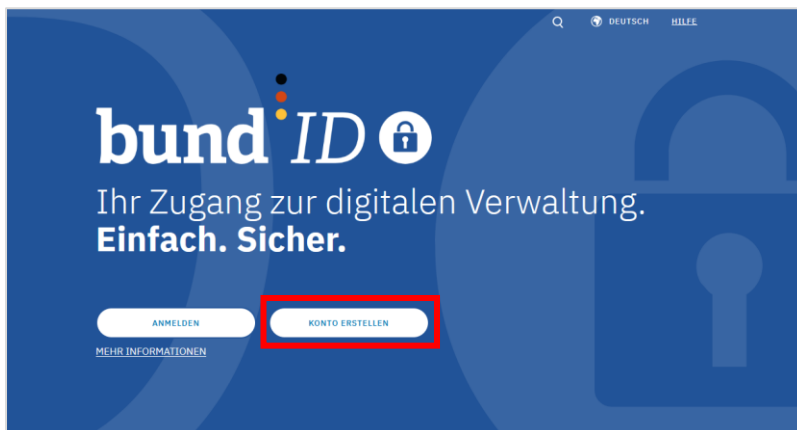 DEUTSCH HILFE
bund ID
Ihr Zugang zur digitalen Verwaltung.
Einfach. Sicher.
ANMELDEN KONTO ERSTELLEN
MEHR INFORMATIONEN